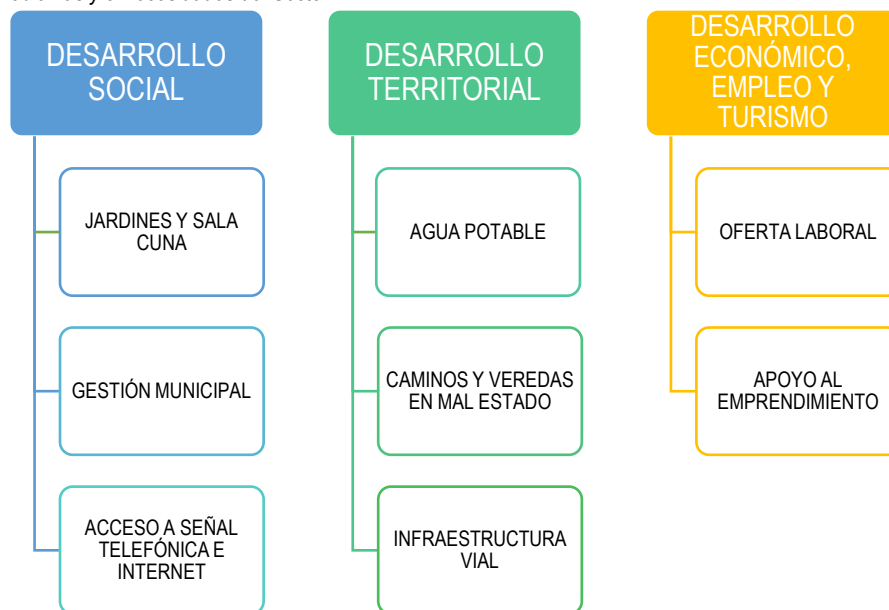 DESARROLLO
SOCIAL
JARDINES Y SALA
CUNA
GESTIÓN MUNICIPAL
ACCESO A SEÑAL
TELEFÓNICA E
INTERNET
DESARROLLO
TERRITORIAL
AGUA POTABLE
CAMINOS Y VEREDAS
EN MAL ESTADO
INFRAESTRUCTURA
VIAL
DESARROLLO
ECONÓMICO,
EMPLEO Y
TURISMO
OFERTA LABORAL
APOYO AL
EMPRENDIMIENTO